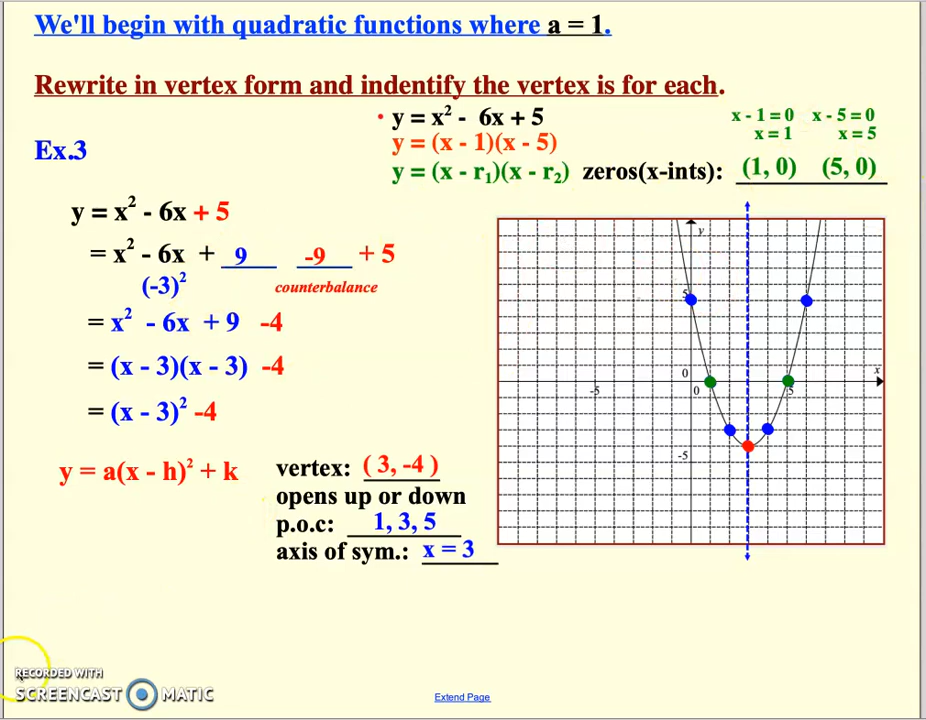 We'll begin with quadratic functions where a = 1.
Rewrite in vertex form and indentify the vertex is for each.
• y = x² - 6x + 5
x - 1 = 0 x - 5 = 0
x = 1 x = 5
Ex.3
y = (x - 1)(x - 5)
y = (x - r₁)(x - r₂) zeros(x-ints): (1, 0) (5, 0)
y = x² - 6x + 5
= x² - 6x + 9 -9 + 5
(-3)² counterbalance
= x² - 6x + 9 -4
= (x - 3)(x - 3) -4
= (x - 3)² -4
y = a(x - h)² + k
vertex: ( 3, -4 )
opens up or down
p.o.c: 1, 3, 5
axis of sym.: x = 3
y
5
0
x
-5
0
5
-5
RECORDED WITH
SCREENCAST MATIC
Extend Page